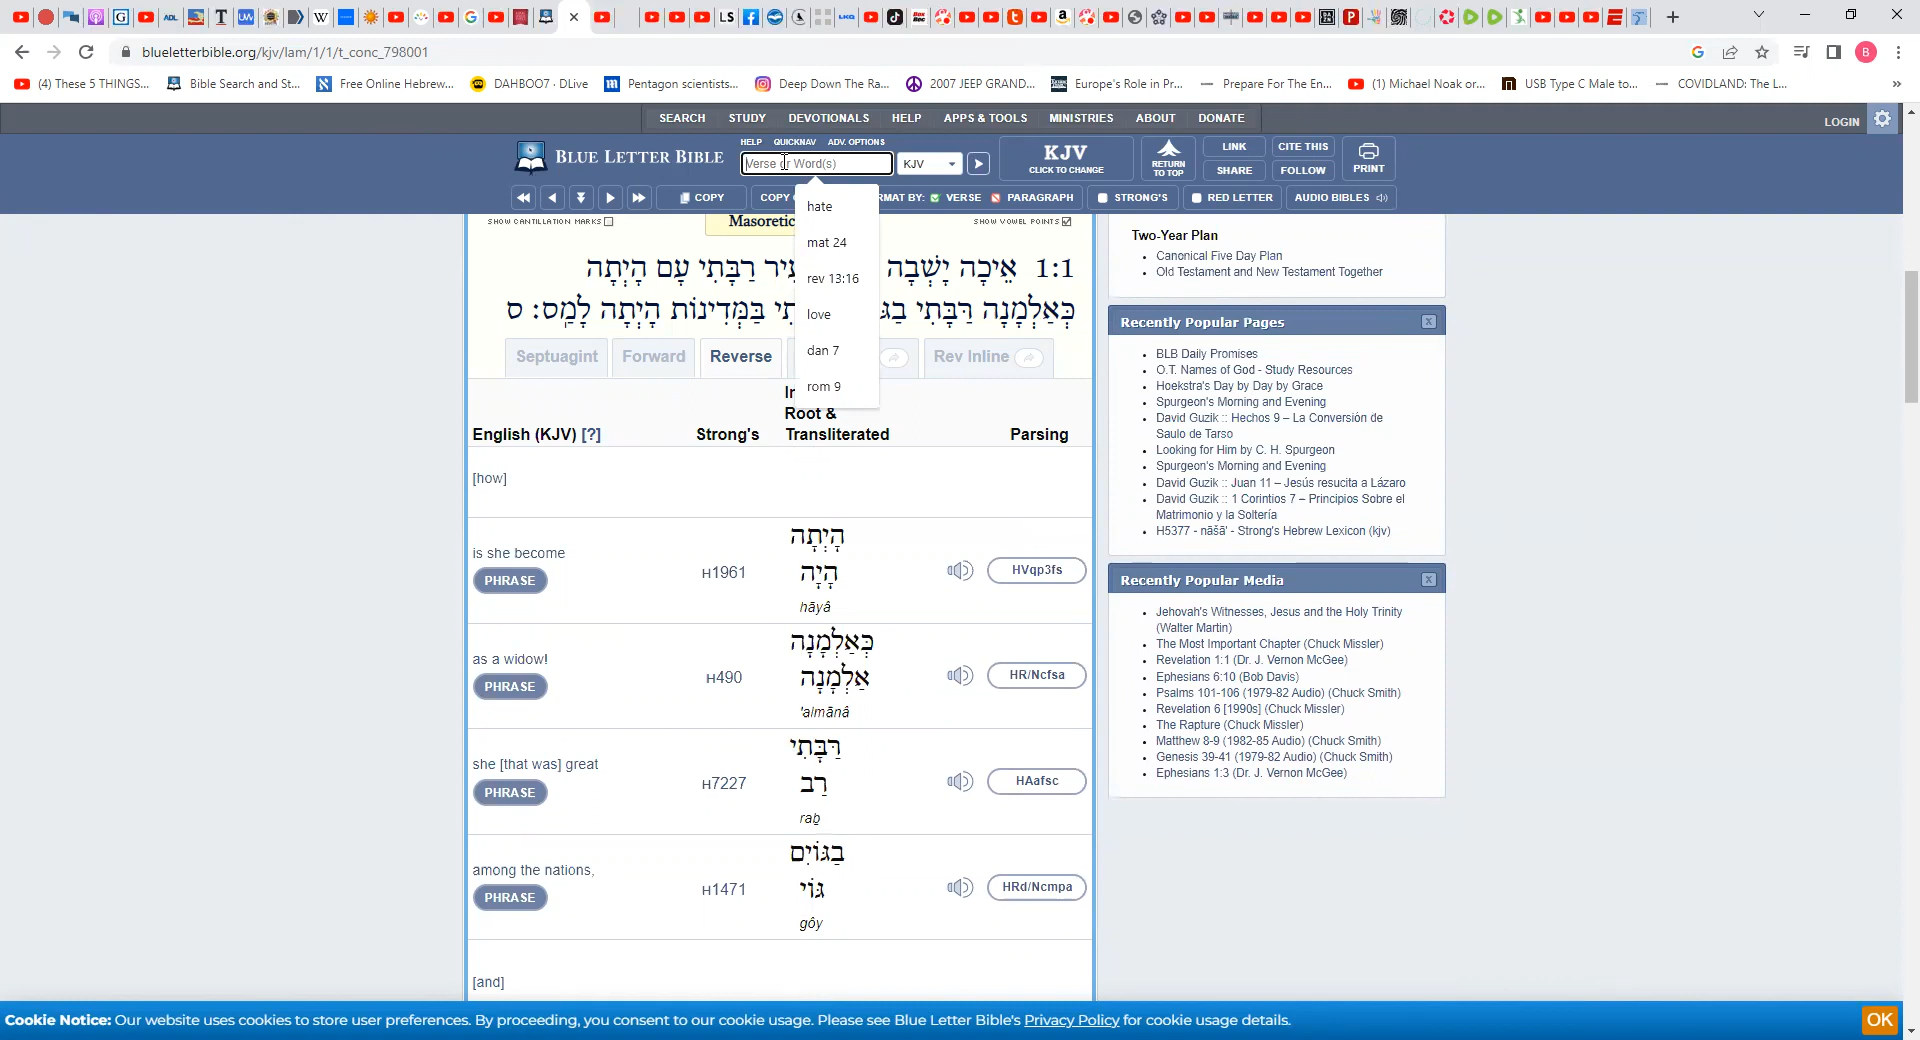 blueletterbible.org/kjv/lam/1/1/t_conc_798001
(4) These 5 THINGS... Bible Search and St... Free Online Hebrew... DAHBOO7 · DLive Pentagon scientists... Deep Down The Ra... 2007 JEEP GRAND... Europe's Role in Pr... Prepare For The En... (1) Michael Noak or... USB Type C Male to... COVIDLAND: The L...
SEARCH STUDY DEVOTIONALS HELP APPS & TOOLS MINISTRIES ABOUT DONATE
LOGIN
HELP QUICKNAV ADV. OPTIONS
BLUE LETTER BIBLE
Verse or Word(s)
KJV
KJV
CLICK TO CHANGE
RETURN
TO TOP
LINK
CITE THIS
SHARE
FOLLOW
PRINT
COPY
COPY
RMAT BY: VERSE PARAGRAPH STRONG'S RED LETTER AUDIO BIBLES
hate
mat 24
rev 13:16
love
dan 7
rom 9
SHOW CANTILLATION MARKS
Masoretic
SHOW VOWEL POINTS
1:1 אֵיכָה יָשְׁבָה עִיר רַבָּתִי עָם הָיְתָה
כְּאַלְמָנָה רַבָּתִי תִי בַּמְּדִינוֹת הָיְתָה לָמַס׃ ס
Septuagint Forward Reverse Rev Inline
English (KJV) [?]
Strong's
Root &
Transliterated
Parsing
[how]
is she become
PHRASE
H1961
הָיְתָה
הָיָה
hāyâ
HVqp3fs
as a widow!
PHRASE
H490
כְּאַלְמָנָה
אַלְמָנָה
'almānâ
HR/Ncfsa
she [that was] great
PHRASE
H7227
רַבָּתִי
רַב
raḇ
HAafsc
among the nations,
PHRASE
H1471
בַגּוֹיִם
גּוֹי
gôy
HRd/Ncmpa
[and]
Two-Year Plan
Canonical Five Day Plan
Old Testament and New Testament Together
Recently Popular Pages
BLB Daily Promises
O.T. Names of God - Study Resources
Hoekstra's Day by Day by Grace
Spurgeon's Morning and Evening
David Guzik :: Hechos 9 – La Conversión de
Saulo de Tarso
Looking for Him by C. H. Spurgeon
Spurgeon's Morning and Evening
David Guzik :: Juan 11 – Jesús resucita a Lázaro
David Guzik :: 1 Corintios 7 – Principios Sobre el
Matrimonio y la Soltería
H5377 - nāšā' - Strong's Hebrew Lexicon (kjv)
Recently Popular Media
Jehovah's Witnesses, Jesus and the Holy Trinity
(Walter Martin)
The Most Important Chapter (Chuck Missler)
Revelation 1:1 (Dr. J. Vernon McGee)
Ephesians 6:10 (Bob Davis)
Psalms 101-106 (1979-82 Audio) (Chuck Smith)
Revelation 6 [1990s] (Chuck Missler)
The Rapture (Chuck Missler)
Matthew 8-9 (1982-85 Audio) (Chuck Smith)
Genesis 39-41 (1979-82 Audio) (Chuck Smith)
Ephesians 1:3 (Dr. J. Vernon McGee)
Cookie Notice: Our website uses cookies to store user preferences. By proceeding, you consent to our cookie usage. Please see Blue Letter Bible's Privacy Policy for cookie usage details.
OK